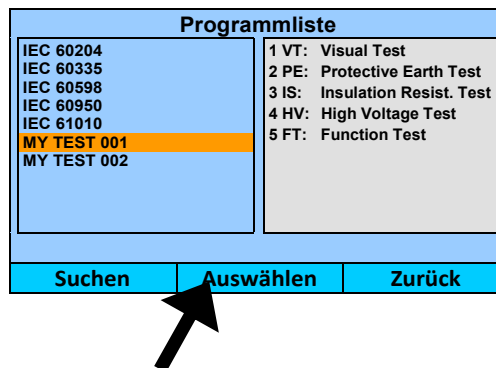 Programmliste
IEC 60204
IEC 60335
IEC 60598
IEC 60950
IEC 61010
MY TEST 001
MY TEST 002
1 VT: Visual Test
2 PE: Protective Earth Test
3 IS: Insulation Resist. Test
4 HV: High Voltage Test
5 FT: Function Test
Suchen
Auswählen
Zurück